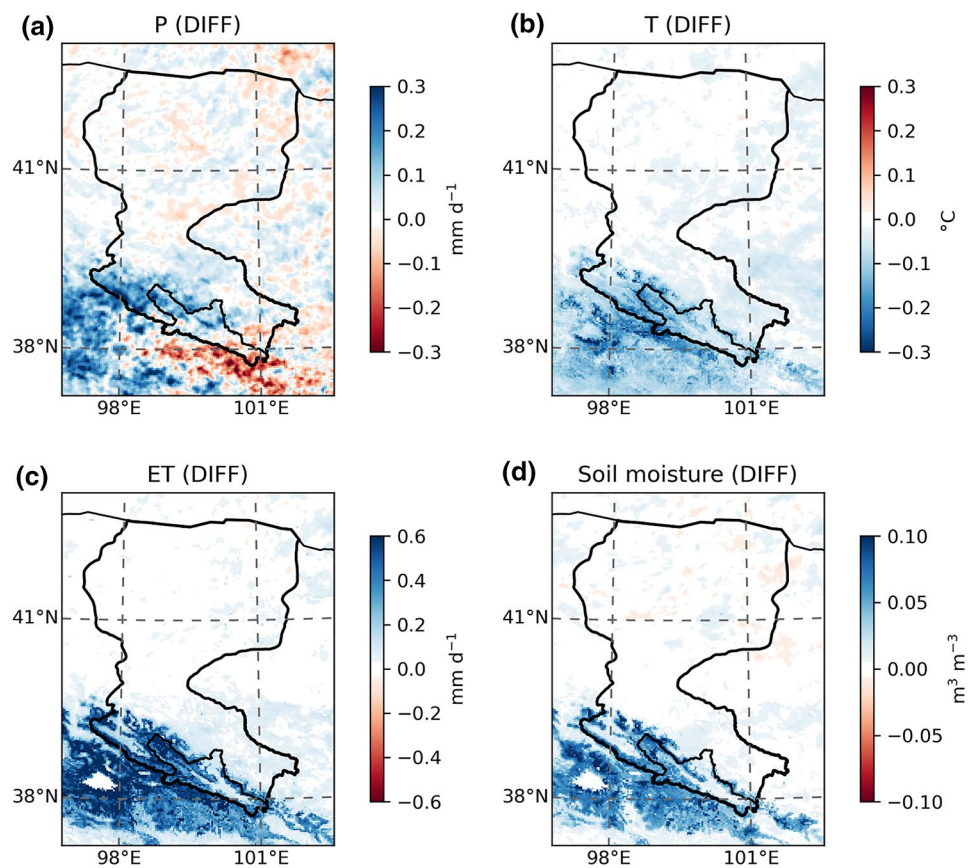 (a) P (DIFF)
0.3
0.2
0.1
0.0
−0.1
−0.2
−0.3
mm d⁻¹
41°N
38°N
98°E 101°E
(b) T (DIFF)
0.3
0.2
0.1
0.0
−0.1
−0.2
−0.3
°C
41°N
38°N
98°E 101°E
(c) ET (DIFF)
0.6
0.4
0.2
0.0
−0.2
−0.4
−0.6
mm d⁻¹
41°N
38°N
98°E 101°E
(d) Soil moisture (DIFF)
0.10
0.05
0.00
−0.05
−0.10
m³ m⁻³
41°N
38°N
98°E 101°E